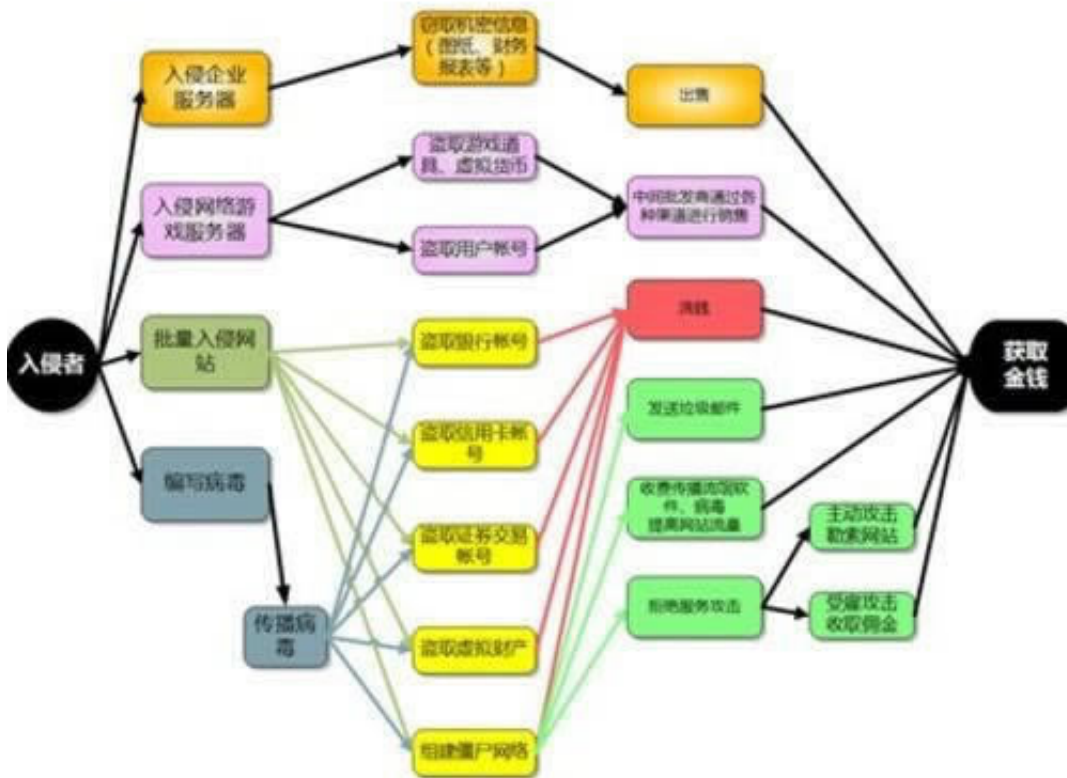 窃取机密信息
（图纸、财务
报表等）
入侵企业
服务器
出售
盗取游戏道
具、虚拟货币
入侵网络游
戏服务器
中间批发商通过各
种渠道进行销售
盗取用户帐号
洗钱
批量入侵网
站
盗取银行帐号
入侵者
获取
金钱
发送垃圾邮件
盗取信用卡帐
号
编写病毒
收费传播流氓软
件、病毒
提高网站流量
主动攻击
勒索网站
盗取证券交易
帐号
拒绝服务攻击
受雇攻击
收取佣金
传播病
毒
盗取虚拟财产
组建僵尸网络